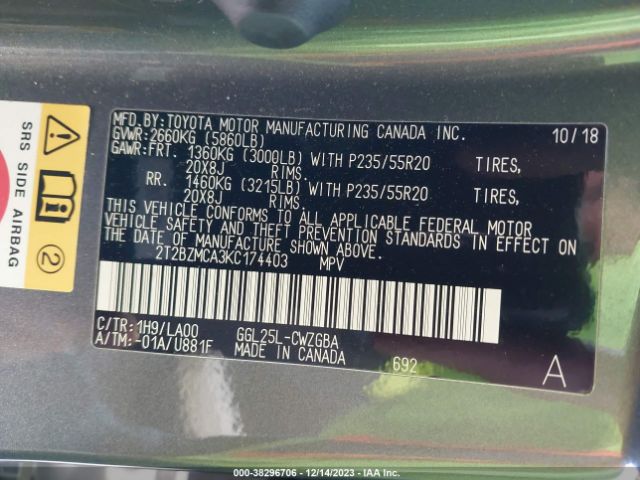 SRS SIDE AIRBAG
2
MFD.BY:TOYOTA MOTOR MANUFACTURING CANADA INC. 10/18
GVWR:2660KG (5860LB)
GAWR:FRT. 1360KG (3000LB) WITH P235/55R20 TIRES,
20X8J RIMS.
RR. 1460KG (3215LB) WITH P235/55R20 TIRES,
20X8J RIMS.
THIS VEHICLE CONFORMS TO ALL APPLICABLE FEDERAL MOTOR
VEHICLE SAFETY AND THEFT PREVENTION STANDARDS IN EFFECT ON
THE DATE OF MANUFACTURE SHOWN ABOVE.
2T2BZMCA3KC174403 MPV
C/TR:1H9/LA00 GGL25L-CWZGBA
A/TM:-01A/U881F MADE IN CANADA 692 A
000-38296706 - 12/14/2023 - IAA Inc.